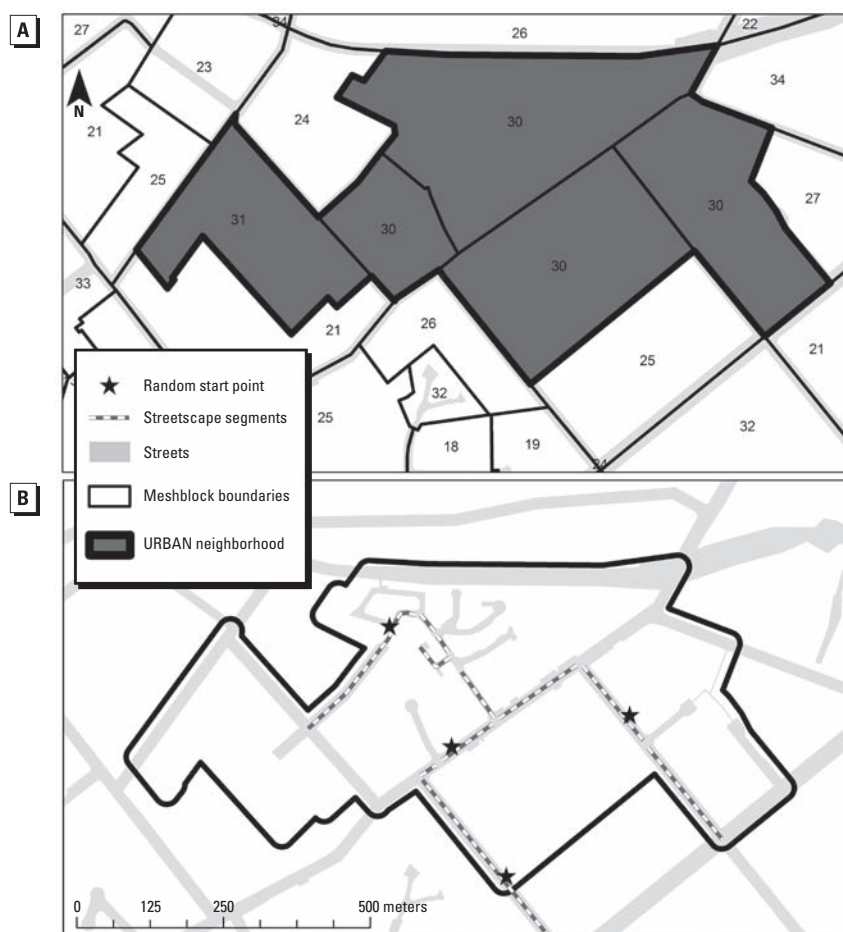 A
27
34
26
22
23
34
N
24
21
30
25
27
31
30
30
30
33
21
26
25
21
32
25
32
18
19
24
Random start point
Streetscape segments
Streets
Meshblock boundaries
URBAN neighborhood
B
0 125 250 500 meters